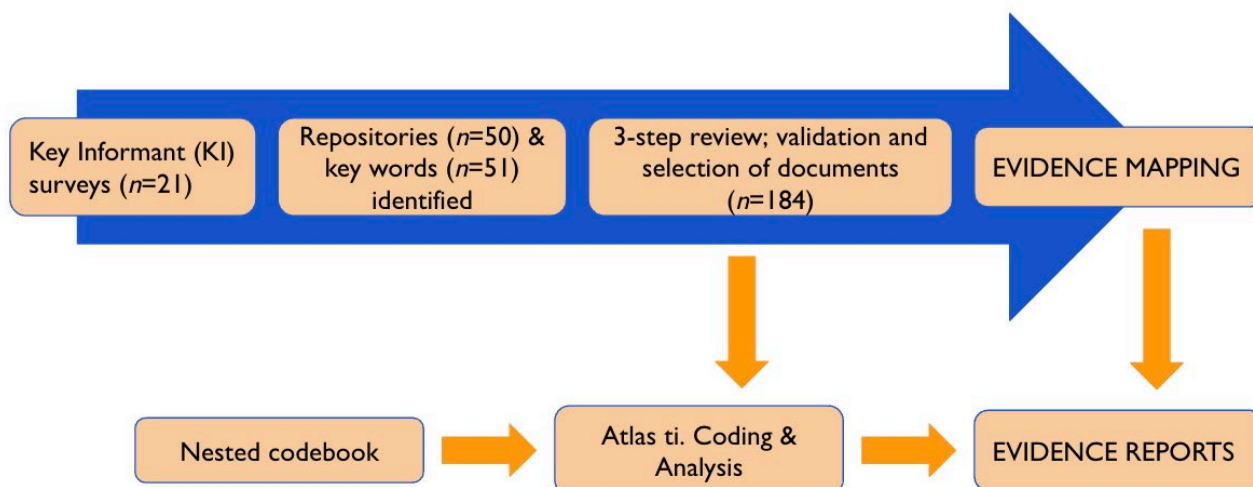 Key Informant (KI)
surveys (n=21)
Repositories (n=50) &
key words (n=51)
identified
3-step review; validation and
selection of documents
(n=184)
EVIDENCE MAPPING
Nested codebook
Atlas ti. Coding &
Analysis
EVIDENCE REPORTS